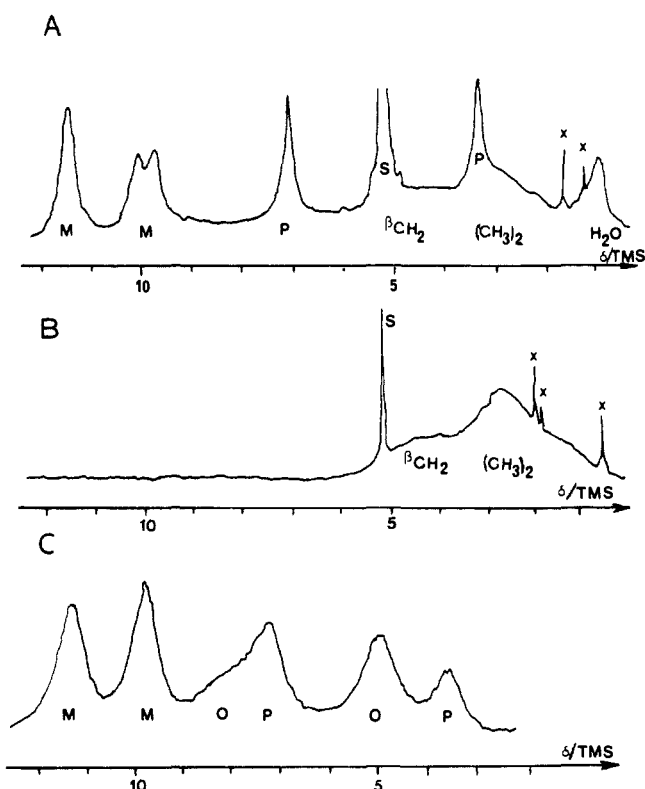 A
x
x
S
P
M M P βCH₂ (CH₃)₂ H₂O
δ/TMS
10 5
B
S
x
x
x
βCH₂ (CH₃)₂
δ/TMS
10 5
C
M M O P O P
δ/TMS
10 5